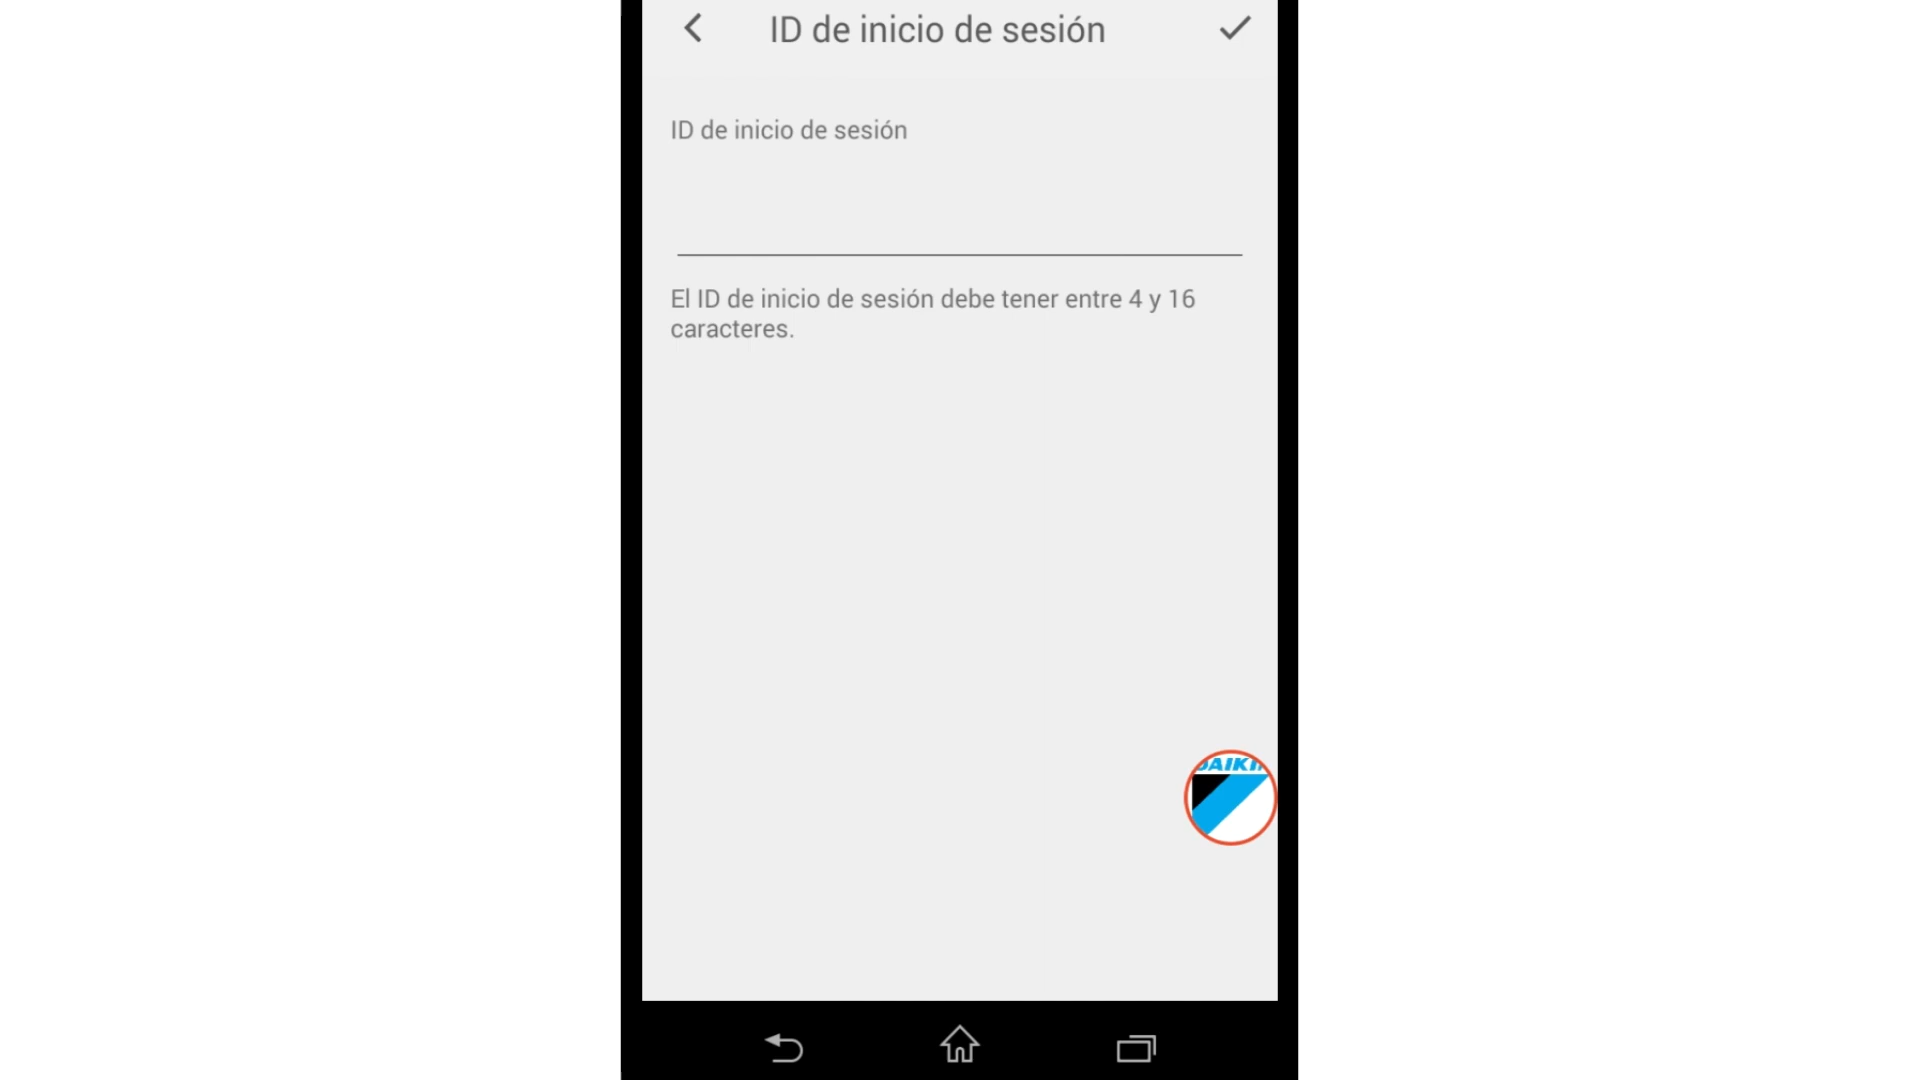 ID de inicio de sesión
ID de inicio de sesión
El ID de inicio de sesión debe tener entre 4 y 16
caracteres.
DAIKIN